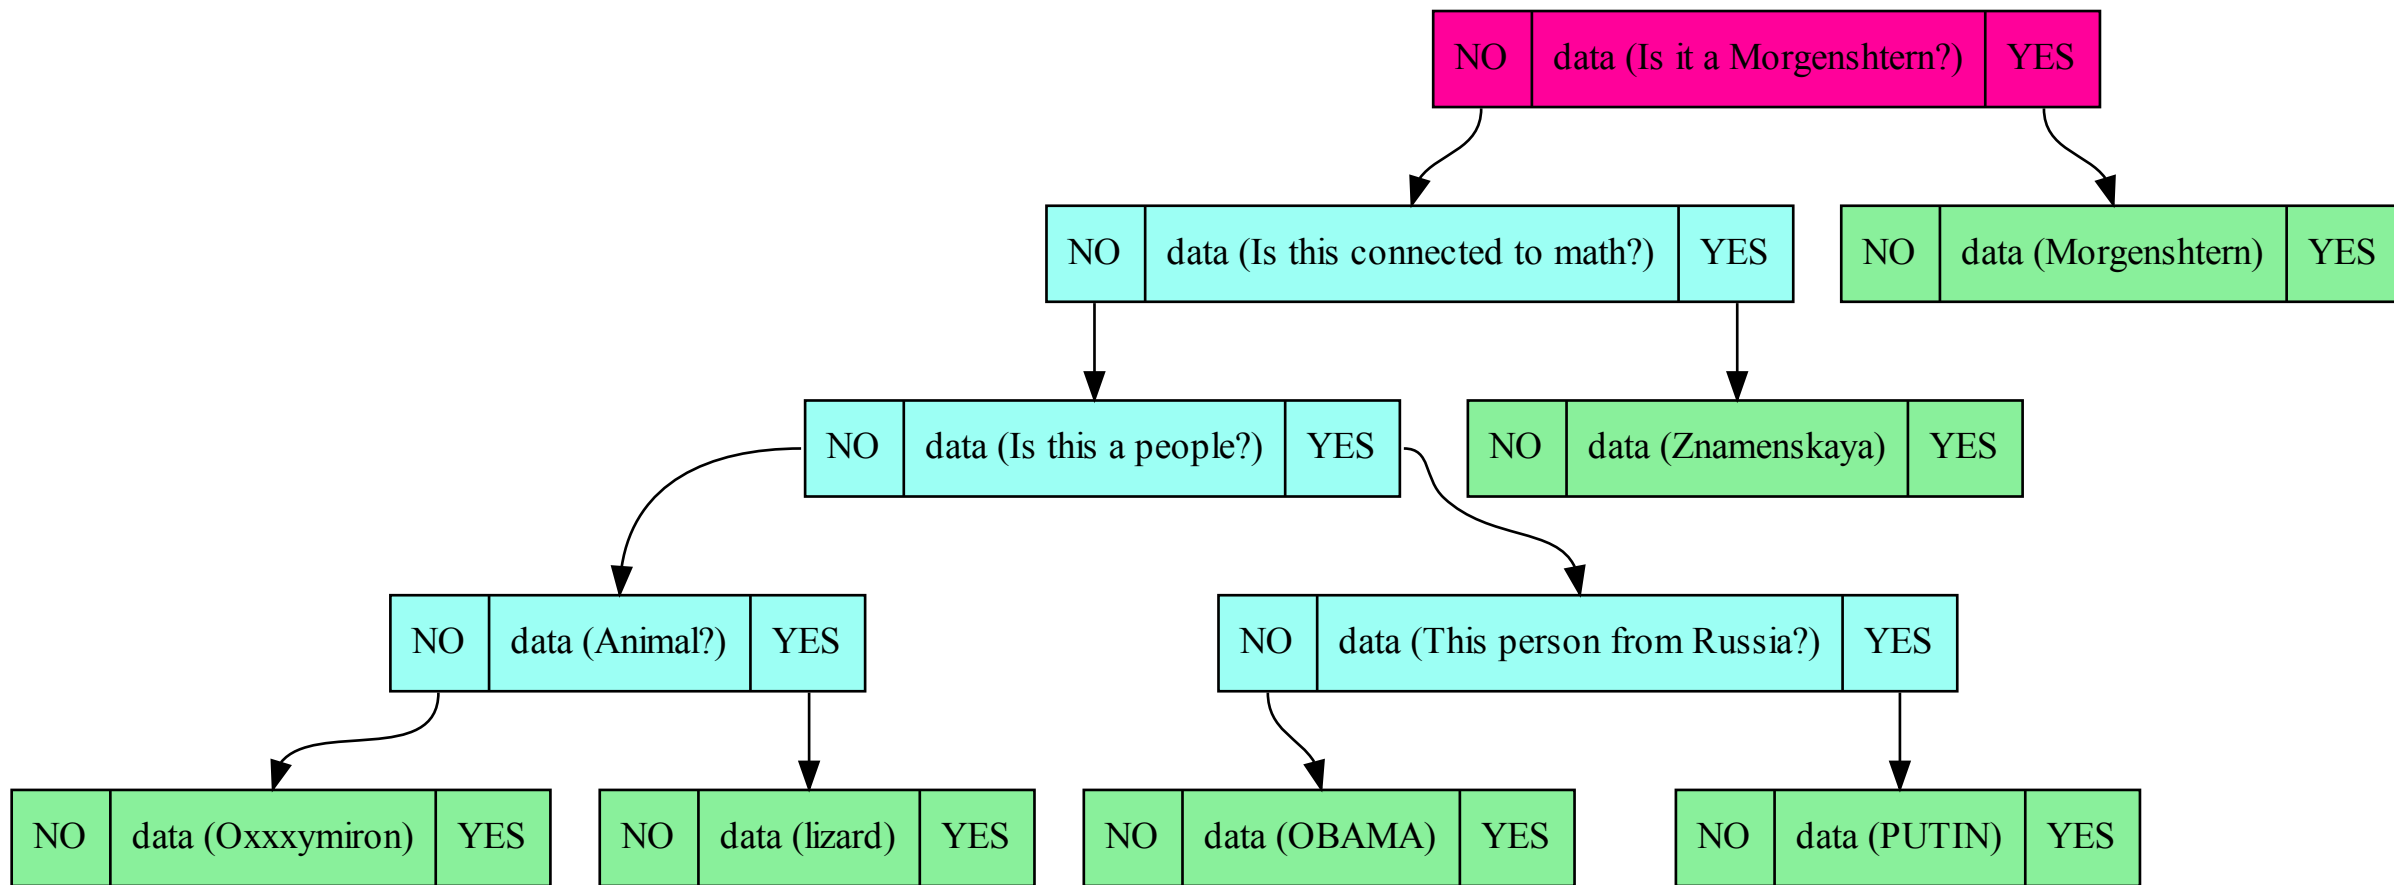 NO data (Is it a Morgenshtern?) YES
NO data (Is this connected to math?) YES
NO data (Morgenshtern) YES
NO data (Is this a people?) YES
NO data (Znamenskaya) YES
NO data (Animal?) YES
NO data (This person from Russia?) YES
NO data (Oxxxymiron) YES
NO data (lizard) YES
NO data (OBAMA) YES
NO data (PUTIN) YES